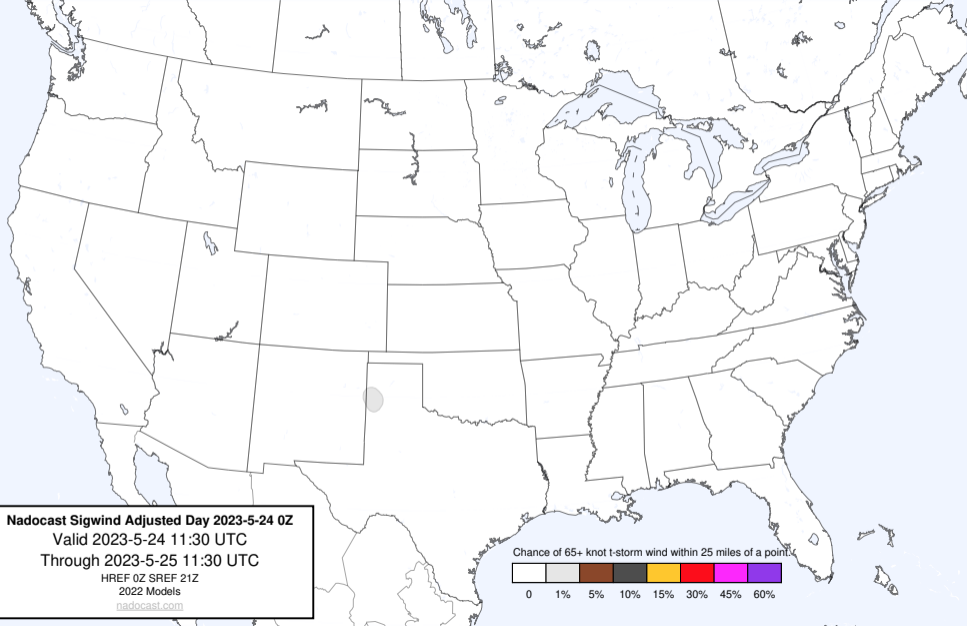 Nadocast Sigwind Adjusted Day 2023-5-24 0Z
Valid 2023-5-24 11:30 UTC
Through 2023-5-25 11:30 UTC
HREF 0Z SREF 21Z
2022 Models
nadocast.com
Chance of 65+ knot t-storm wind within 25 miles of a point.
0 1% 5% 10% 15% 30% 45% 60%